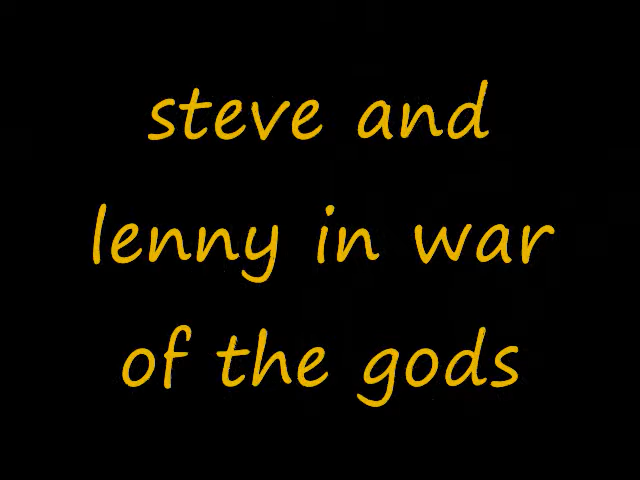 steve and
lenny in war
of the gods